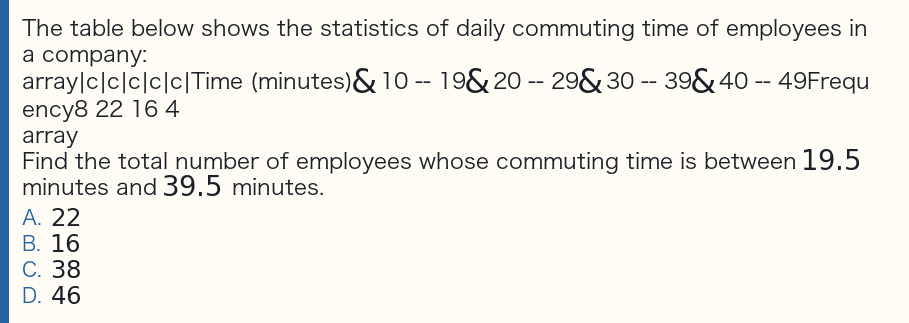 The table below shows the statistics of daily commuting time of employees in
a company:
array|c|c|c|c|c|Time (minutes)& 10 -- 19& 20 -- 29& 30 -- 39& 40 -- 49Frequ
ency8 22 16 4
array
Find the total number of employees whose commuting time is between 19.5
minutes and 39.5 minutes.
A. 22
B. 16
C. 38
D. 46